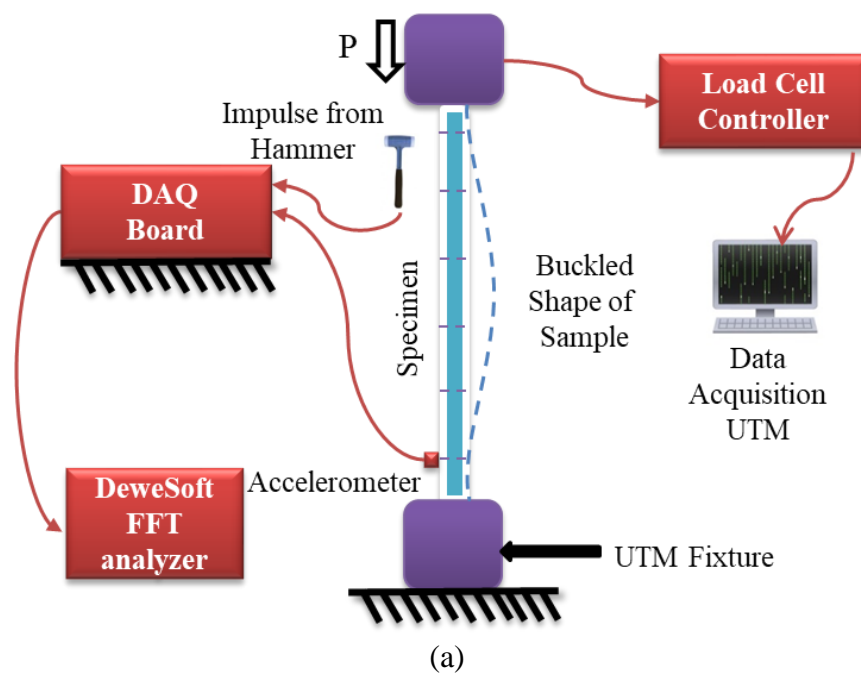 P
Load Cell
Controller
Impulse from
Hammer
DAQ
Board
Specimen
Buckled
Shape of
Sample
Data
Acquisition
UTM
Accelerometer
DeweSoft
FFT
analyzer
UTM Fixture
(a)